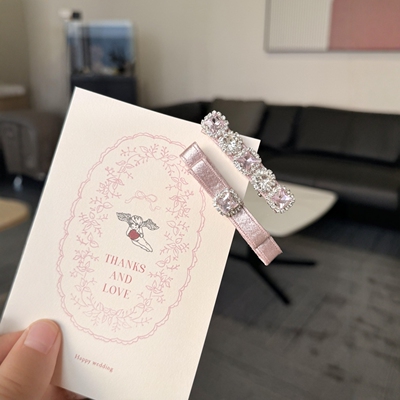 THANKS
AND
LOVE
Happy wedding